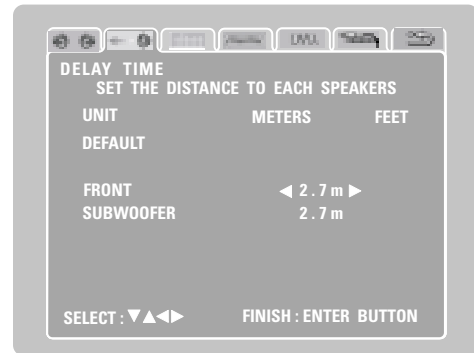 DELAY TIME
SET THE DISTANCE TO EACH SPEAKERS
UNIT METERS FEET
DEFAULT
FRONT ◀ 2.7 m ▶
SUBWOOFER 2.7 m
SELECT : ▼▲◀▶ FINISH : ENTER BUTTON